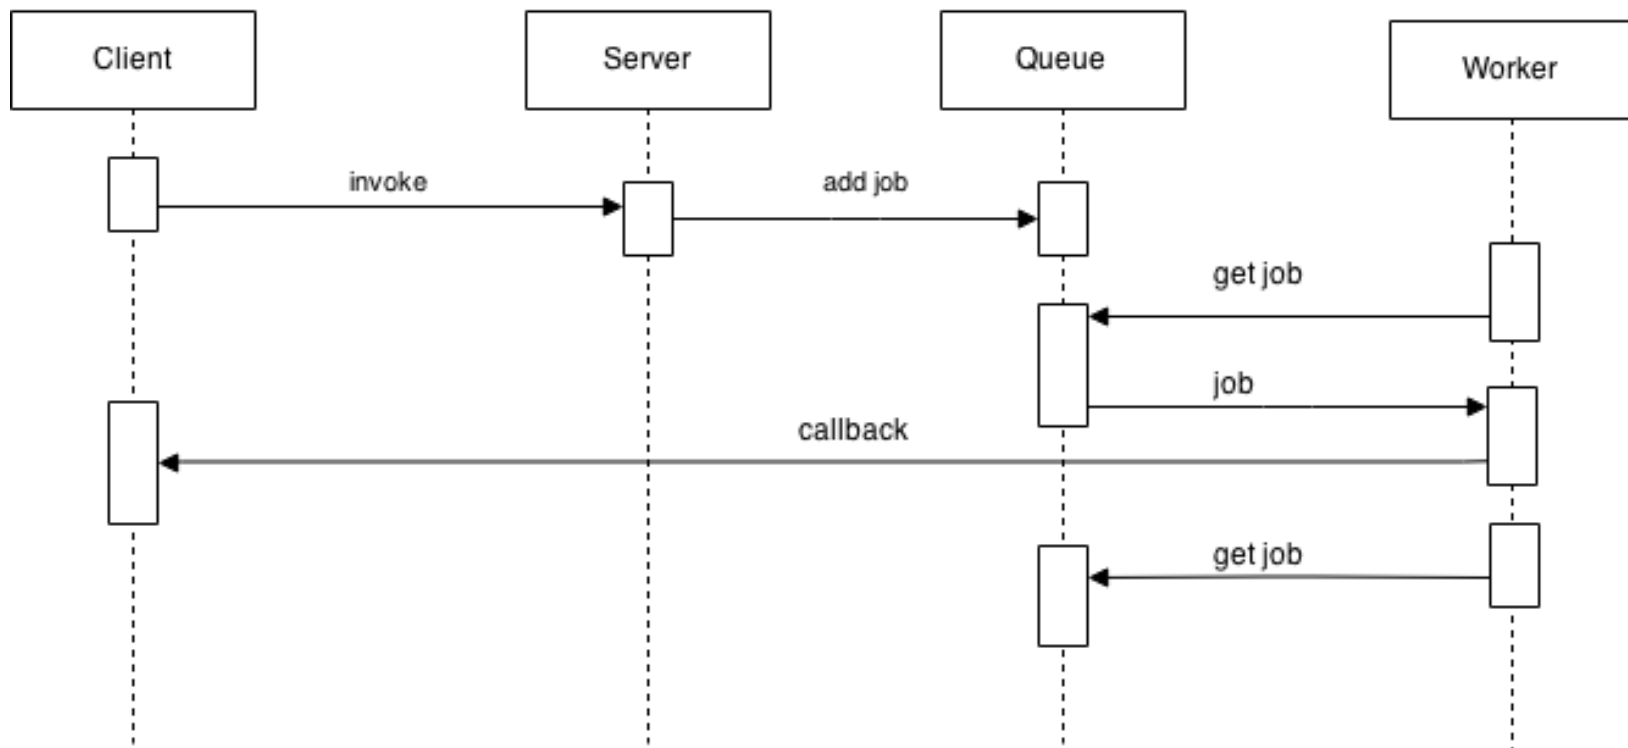 Client
Server
Queue
Worker
invoke
add job
get job
job
callback
get job